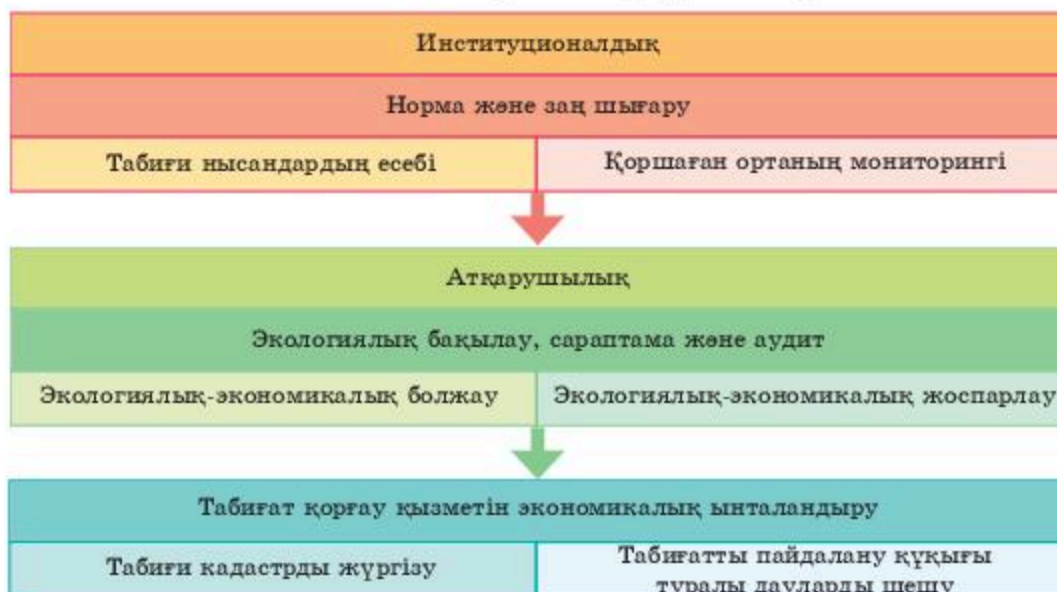 Институционалдық
Норма және заң шығару
Табиғи нысандардың есебі
Қоршаған ортаның мониторингі
Атқарушылық
Экологиялық бақылау, сараптама және аудит
Экологиялық-экономикалық болжау
Экологиялық-экономикалық жоспарлау
Табиғат қорғау қызметін экономикалық ынталандыру
Табиғи кадастрды жүргізу
Табиғатты пайдалану құқығы
туралы дауларды шешу